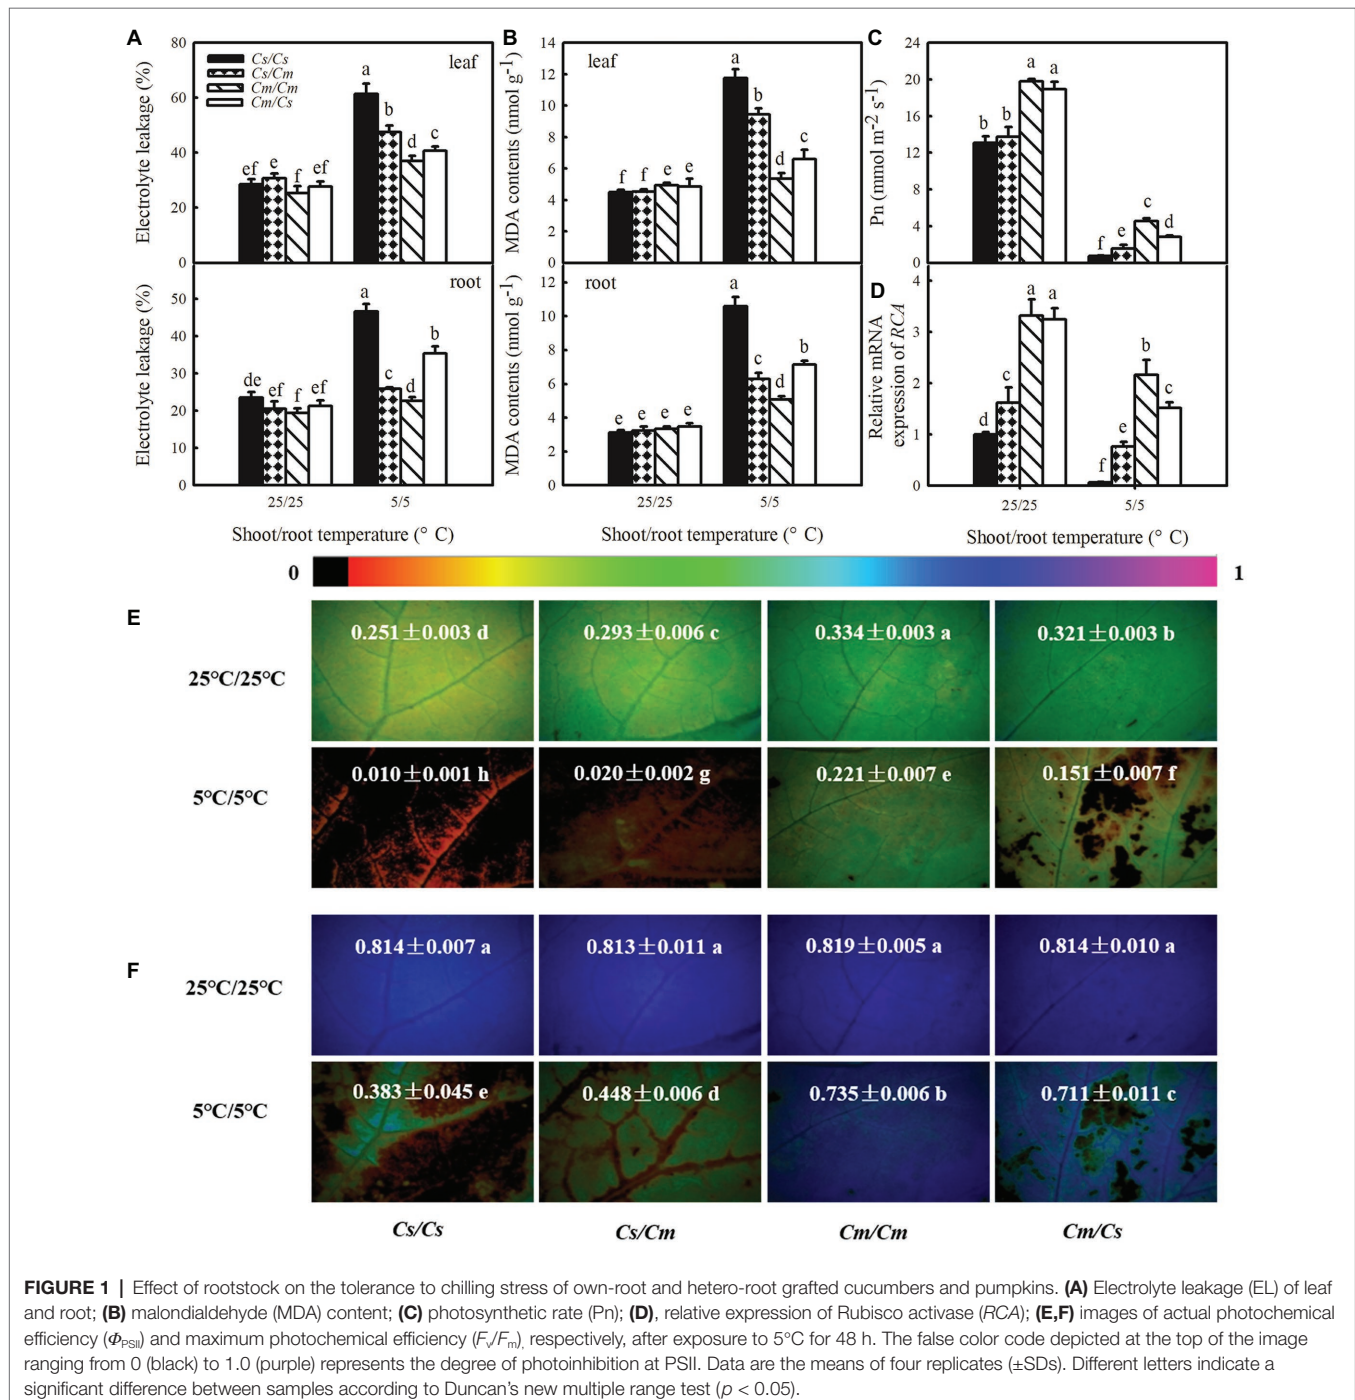 A
80
60
40
20
0
Electrolyte leakage (%)
Cs/Cs
Cs/Cm
Cm/Cm
Cm/Cs
leaf
ef
e
f
ef
a
b
d
c
50
40
30
20
10
0
Electrolyte leakage (%)
root
de
ef
f
ef
a
c
d
b
25/25
5/5
Shoot/root temperature (° C)
B
14
12
10
8
6
4
2
0
MDA contents (nmol g-1)
leaf
f
f
e
e
a
b
d
c
12
10
8
6
4
2
0
MDA contents (nmol g-1)
root
e
e
e
e
a
c
d
b
25/25
5/5
C
24
20
16
12
8
4
0
Pn (mmol m-2 s-1)
b
b
a
a
f
e
c
d
D
4
3
2
1
0
Relative mRNA
expression of RCA
d
c
a
a
f
e
b
c
25/25
5/5
Shoot/root temperature (° C)
0
1
E
25°C/25°C
0.251±0.003 d
0.293±0.006 c
0.334±0.003 a
0.321±0.003 b
5°C/5°C
0.010±0.001 h
0.020±0.002 g
0.221±0.007 e
0.151±0.007 f
F
25°C/25°C
0.814±0.007 a
0.813±0.011 a
0.819±0.005 a
0.814±0.010 a
5°C/5°C
0.383±0.045 e
0.448±0.006 d
0.735±0.006 b
0.711±0.011 c
Cs/Cs
Cs/Cm
Cm/Cm
Cm/Cs
FIGURE 1 | Effect of rootstock on the tolerance to chilling stress of own-root and hetero-root grafted cucumbers and pumpkins. (A) Electrolyte leakage (EL) of leaf
and root; (B) malondialdehyde (MDA) content; (C) photosynthetic rate (Pn); (D), relative expression of Rubisco activase (RCA); (E,F) images of actual photochemical
efficiency (ΦPSII) and maximum photochemical efficiency (Fv/Fm), respectively, after exposure to 5°C for 48 h. The false color code depicted at the top of the image
ranging from 0 (black) to 1.0 (purple) represents the degree of photoinhibition at PSII. Data are the means of four replicates (±SDs). Different letters indicate a
significant difference between samples according to Duncan's new multiple range test (p < 0.05).